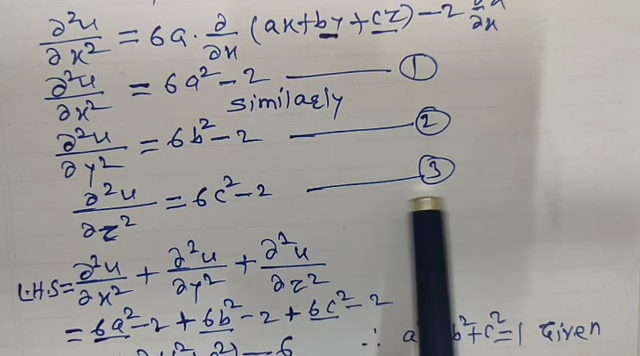 ∂²u/∂x² = 6a · ∂/∂x (ax+by+cz) - 2 ∂x/∂x
∂²u/∂x² = 6a² - 2 —— ①
similarly
∂²u/∂y² = 6b² - 2 —— ②
∂²u/∂z² = 6c² - 2 —— ③
L.H.S = ∂²u/∂x² + ∂²u/∂y² + ∂²u/∂z²
= 6a² - 2 + 6b² - 2 + 6c² - 2
∴ a b² + c² = 1 Given
- 6